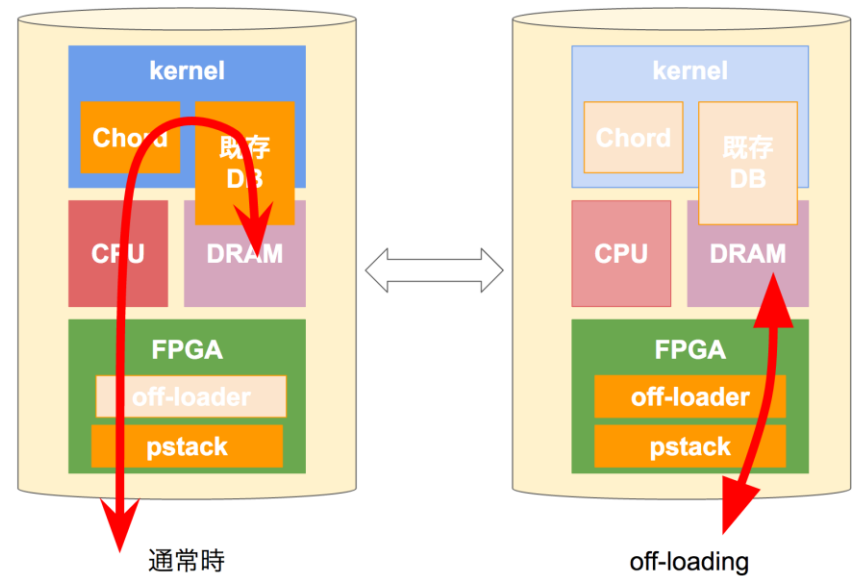 kernel
Chord
既存
DB
CPU
DRAM
FPGA
off-loader
pstack
通常時
kernel
Chord
既存
DB
CPU
DRAM
FPGA
off-loader
pstack
off-loading